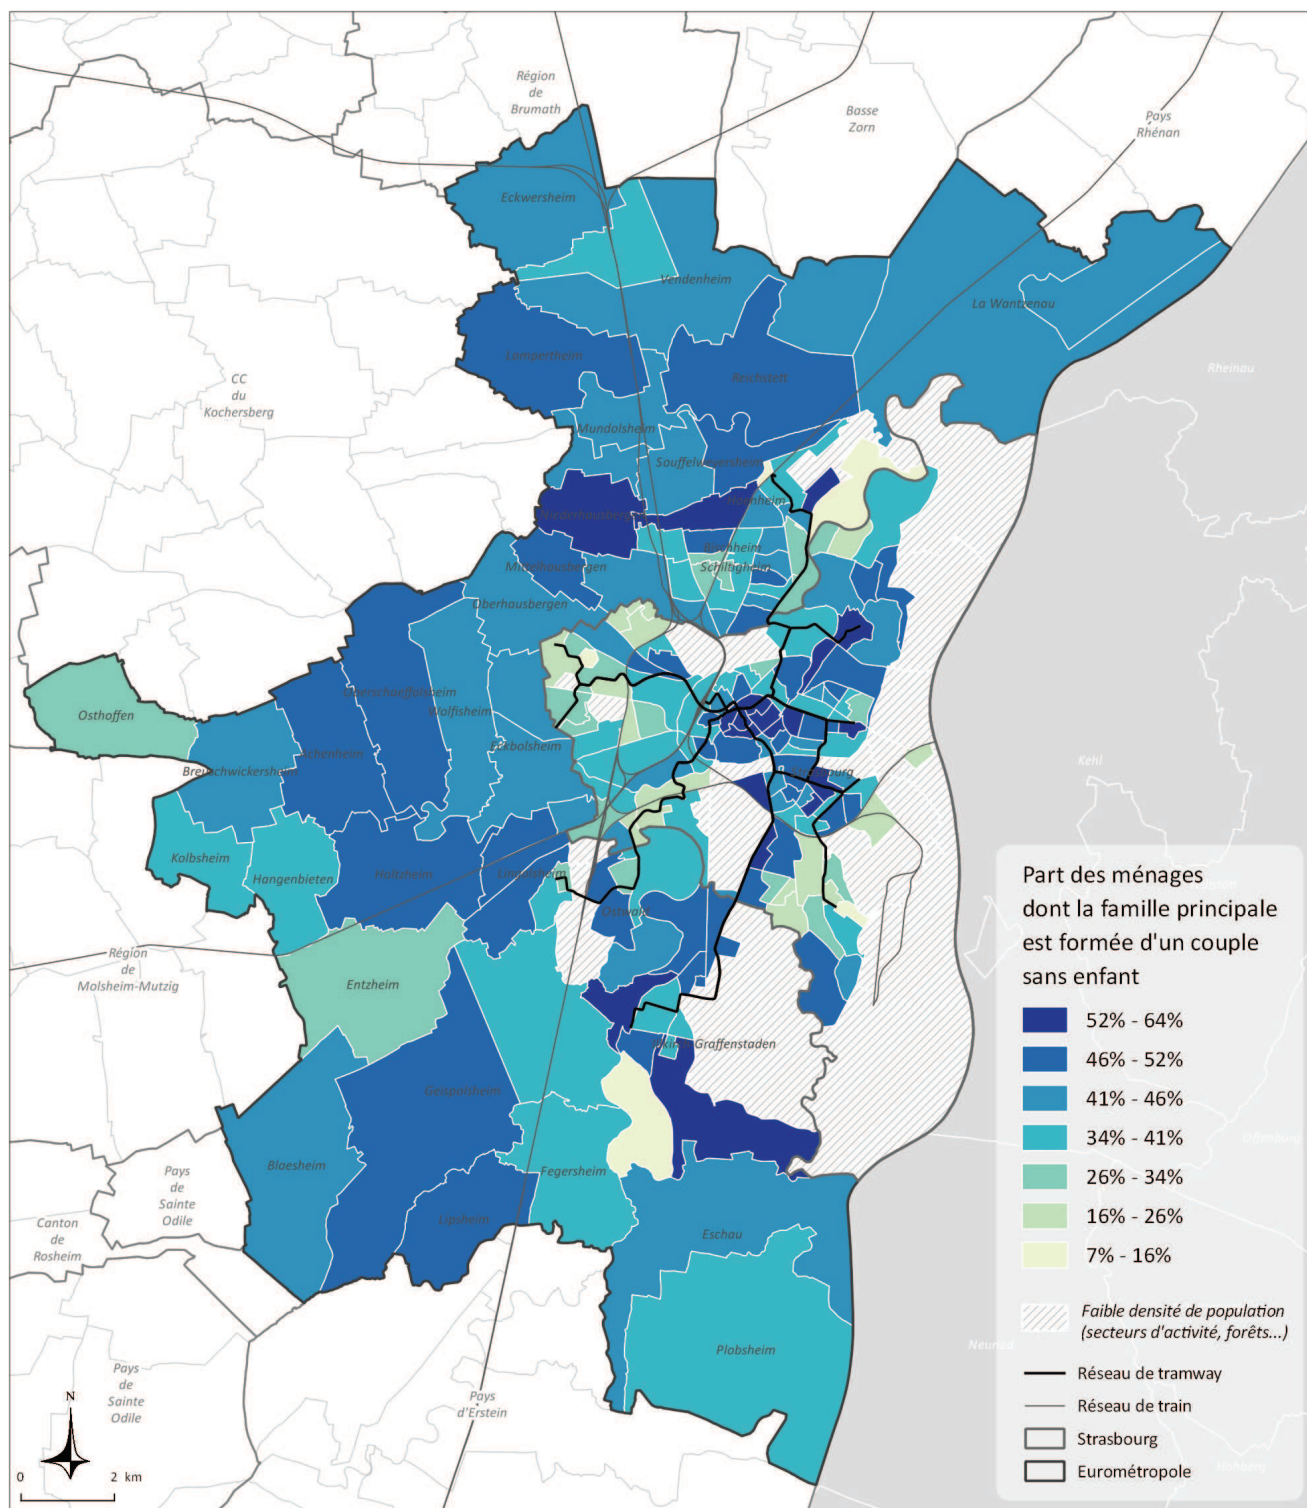 Région
de
Brumath
Basse
Zorn
Pays
Rhénan
Eckwersheim
Vendenheim
La Wantzenau
Lampertheim
Reichstett
Rheinau
CC
du
Kochersberg
Mundolsheim
Souffelweyersheim
Niederhausbergen
Hoenheim
Bischheim
Mittelhausbergen
Schiltigheim
Oberhausbergen
Oberschaeffolsheim
Osthoffen
Wolfisheim
Eckbolsheim
Achenheim
Breuschwickersheim
Strasbourg
Kehl
Kolbsheim
Hangenbieten
Holtzheim
Lingolsheim
Ostwald
Région
de
Molsheim-Mutzig
Entzheim
Graffenstaden
Geispolsheim
Blaesheim
Fegersheim
Pays
de
Sainte
Odile
Canton
de
Rosheim
Lipsheim
Eschau
Plobsheim
Pays
de
Sainte
Odile
Pays
d'Erstein
Part des ménages
dont la famille principale
est formée d'un couple
sans enfant
52% - 64%
46% - 52%
41% - 46%
34% - 41%
Offenburg
26% - 34%
16% - 26%
7% - 16%
Faible densité de population
(secteurs d'activité, forêts...)
Neuried
Réseau de tramway
Réseau de train
Strasbourg
Hohberg
Eurométropole
N
0 2 km